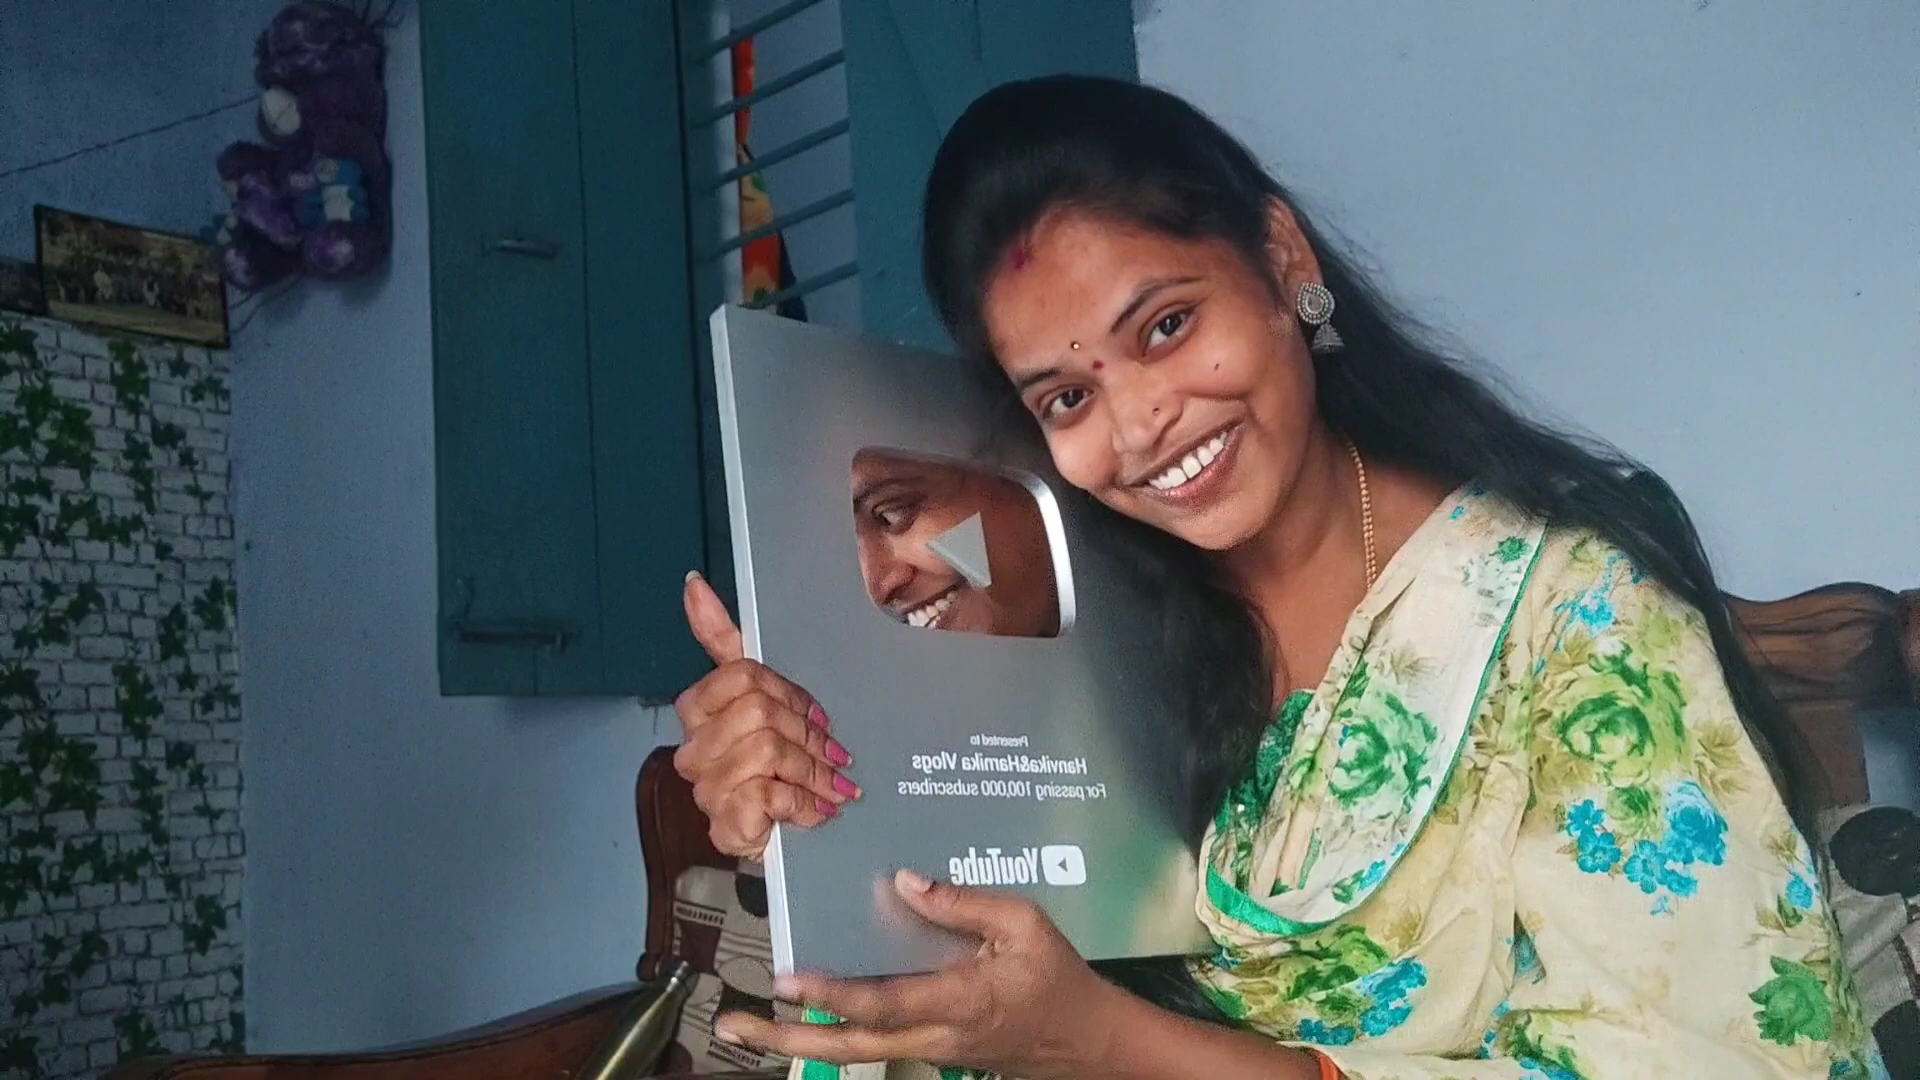 Presented to
Hanvika&Hamika Vlogs
For passing 100,000 subscribers
YouTube